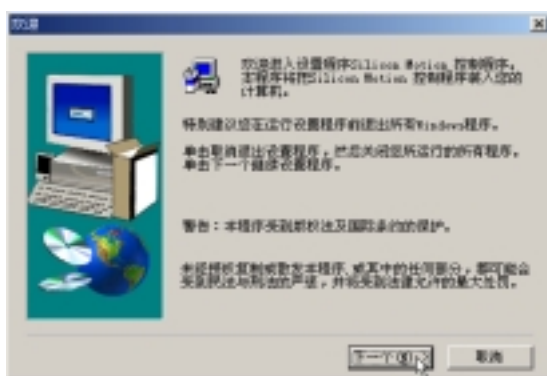 欢迎
欢迎进入设置程序Silicon Motion 控制程序。
本程序将把Silicon Motion 控制程序装入您的
计算机。
特别建议您在运行设置程序前退出所有Windows程序。
单击取消退出设置程序，然后关闭您所运行的所有程序。
单击下一个继续设置程序。
警告：本程序受到版权法及国际条约的保护。
未经授权复制或散发本程序、或其中的任何部分，都可能会
受到民法与刑法的严惩，并将受到法律允许的最大处罚。
下一个(N) >
取消